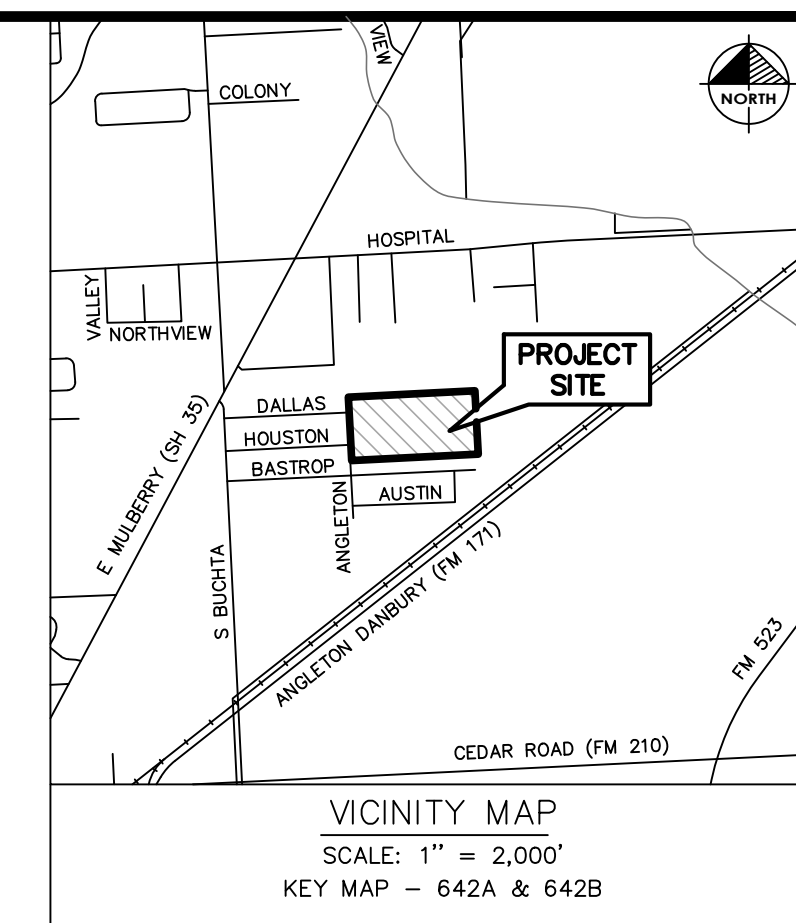 VIEW
COLONY
NORTH
HOSPITAL
VALLEY
NORTHVIEW
PROJECT
SITE
DALLAS
HOUSTON
BASTROP
AUSTIN
ANGLETON
E MULBERRY (SH 35)
S BUCHTA
ANGLETON DANBURY (FM 171)
FM 523
CEDAR ROAD (FM 210)
VICINITY MAP
SCALE: 1'' = 2,000'
KEY MAP – 642A & 642B